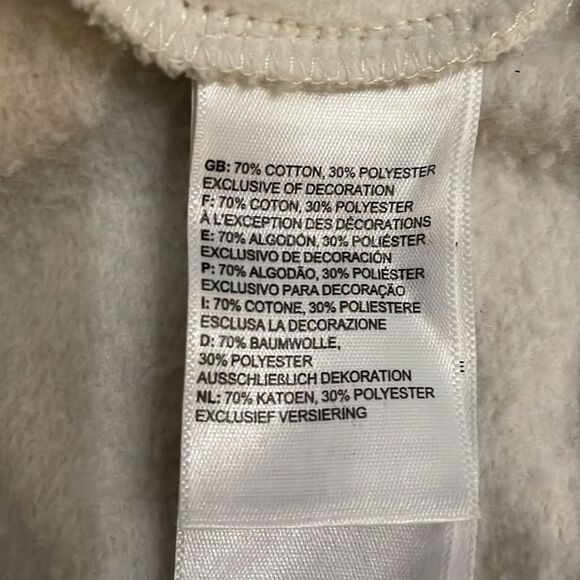 GB: 70% COTTON, 30% POLYESTER
EXCLUSIVE OF DECORATION
F: 70% COTON, 30% POLYESTER
À L'EXCEPTION DES DÉCORATIONS
E: 70% ALGODÓN, 30% POLIÉSTER
EXCLUSIVO DE DECORACIÓN
P: 70% ALGODÃO, 30% POLIÉSTER
EXCLUSIVO PARA DECORAÇÃO
I: 70% COTONE, 30% POLIESTERE
ESCLUSA LA DECORAZIONE
D: 70% BAUMWOLLE,
30% POLYESTER
AUSSCHLIEßLICH DEKORATION
NL: 70% KATOEN, 30% POLYESTER
EXCLUSIEF VERSIERING